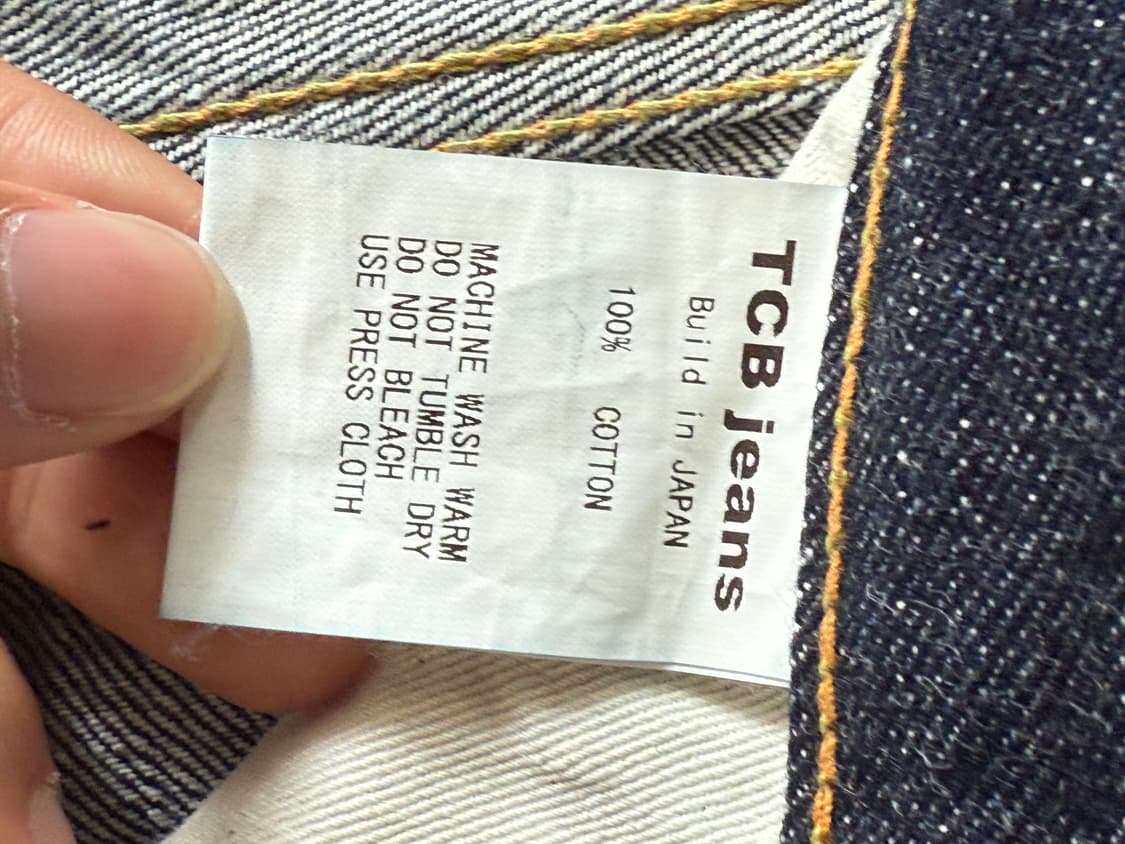 TCB jeans
Build in JAPAN
100% COTTON
MACHINE WASH WARM
DO NOT TUMBLE DRY
DO NOT BLEACH
USE PRESS CLOTH